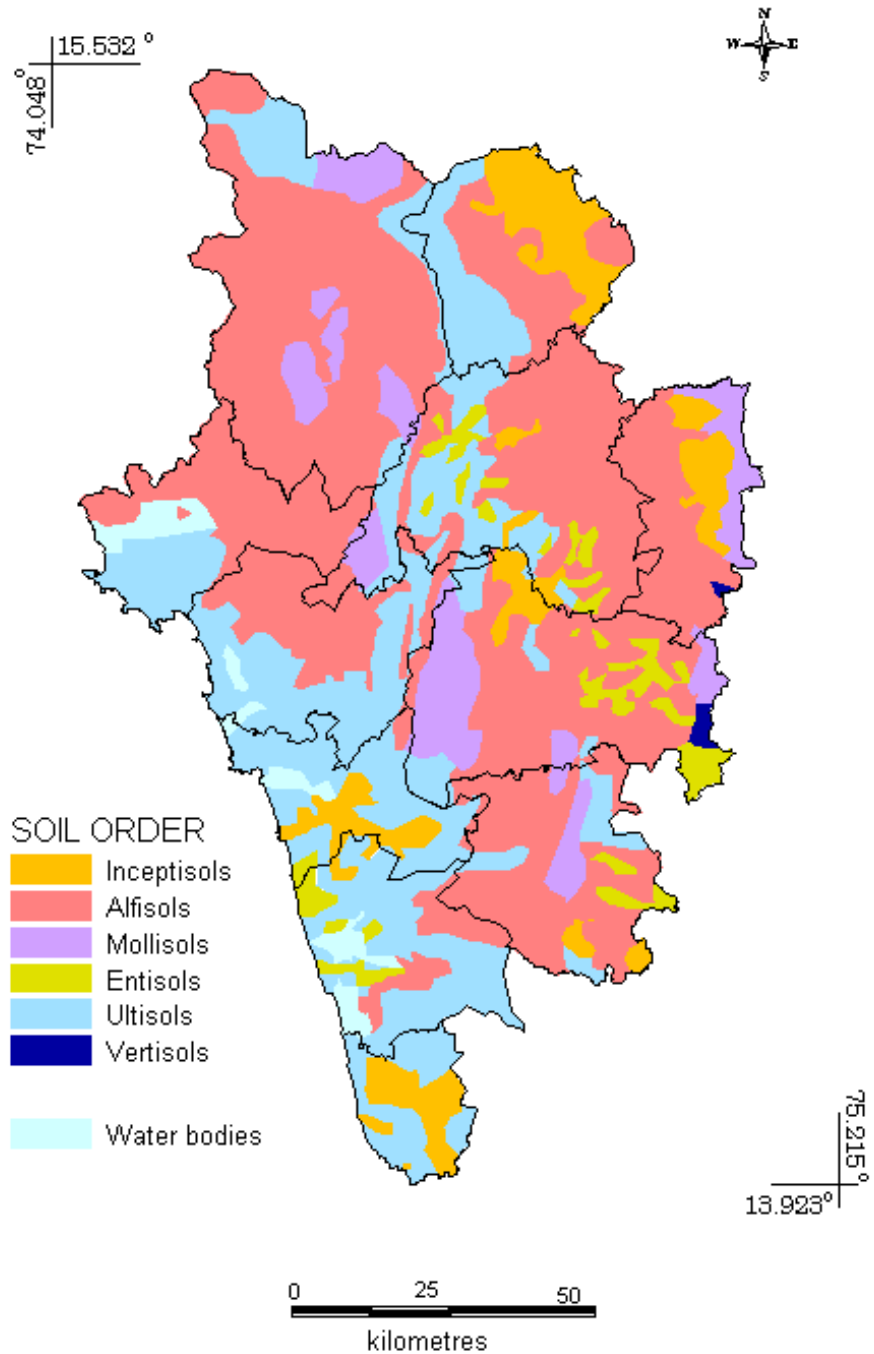 N
15.532 °
W E
S
74.048°
SOIL ORDER
Inceptisols
Alfisols
Mollisols
Entisols
Ultisols
Vertisols
Water bodies
75.215°
13.923°
0 25 50
kilometres